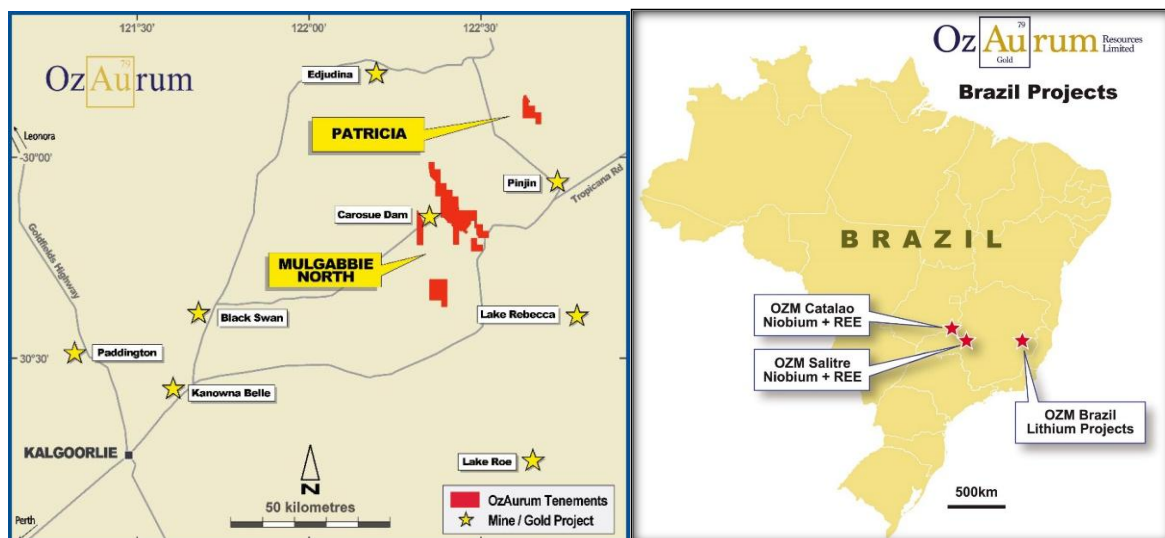 121°30'
122°00'
122°30'
79
OzAurum
Edjudina
PATRICIA
Leonora
-30°00'
Pinjin
Tropicana Rd
Carosue Dam
Goldfields Highway
MULGABBIE
NORTH
Black Swan
Lake Rebecca
Paddington
-30°30'
Kanowna Belle
KALGOORLIE
Lake Roe
N
50 kilometres
OzAurum Tenements
Mine / Gold Project
Perth
79
OzAurum
Gold
Resources
Limited
Brazil Projects
BRAZIL
OZM Catalao
Niobium + REE
OZM Salitre
Niobium + REE
OZM Brazil
Lithium Projects
500km